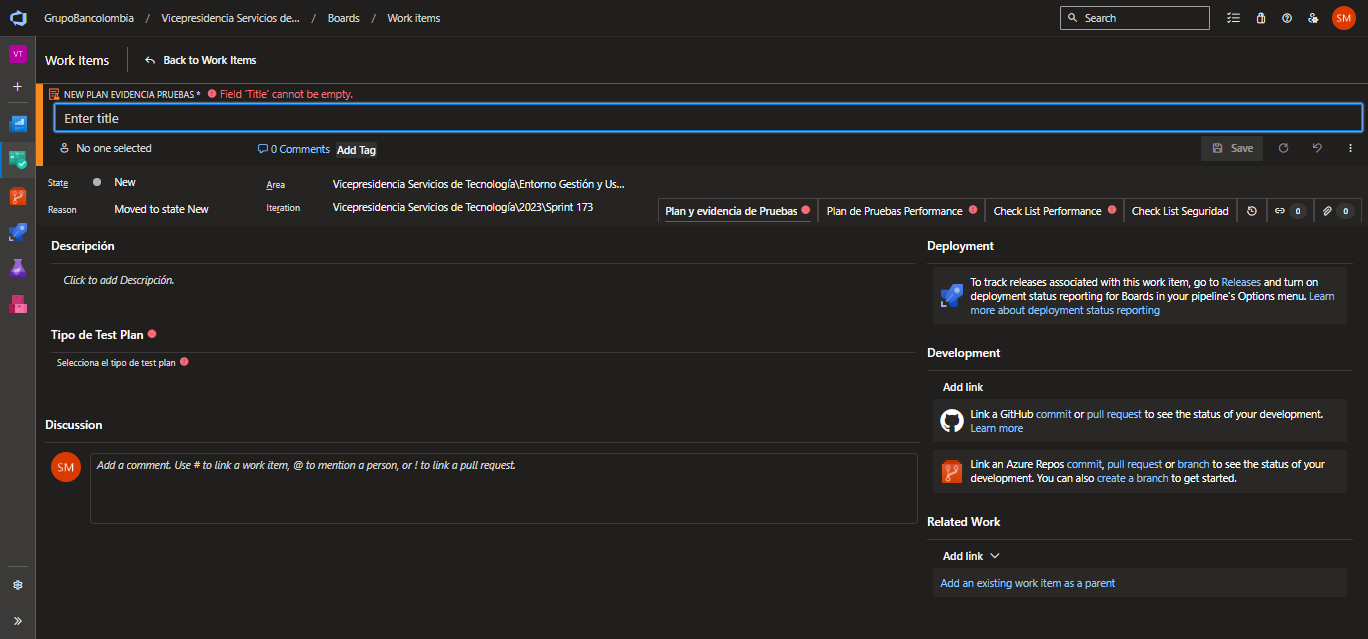 GrupoBancolombia / Vicepresidencia Servicios de... / Boards / Work items
Search
SM
VT
Work Items
Back to Work Items
NEW PLAN EVIDENCIA PRUEBAS * Field 'Title' cannot be empty.
Enter title
No one selected
0 Comments
Add Tag
Save
State New
Area Vicepresidencia Servicios de Tecnología\Entorno Gestión y Us...
Reason Moved to state New
Iteration Vicepresidencia Servicios de Tecnología\2023\Sprint 173
Plan y evidencia de Pruebas
Plan de Pruebas Performance
Check List Performance
Check List Seguridad
0
0
Descripción
Click to add Descripción.
Tipo de Test Plan
Selecciona el tipo de test plan
Discussion
SM
Add a comment. Use # to link a work item, @ to mention a person, or ! to link a pull request.
Deployment
To track releases associated with this work item, go to Releases and turn on
deployment status reporting for Boards in your pipeline's Options menu. Learn
more about deployment status reporting
Development
Add link
Link a GitHub commit or pull request to see the status of your development.
Learn more
Link an Azure Repos commit, pull request or branch to see the status of your
development. You can also create a branch to get started.
Related Work
Add link
Add an existing work item as a parent